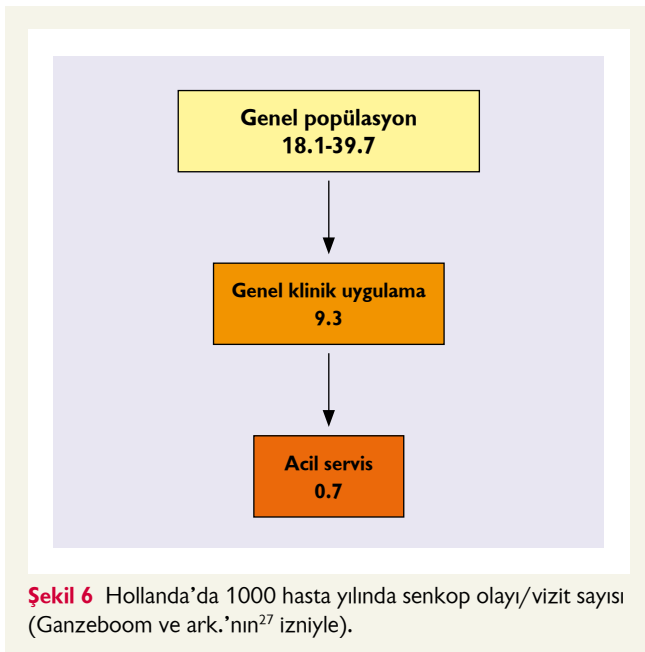 Genel popülasyon
18.1-39.7
Genel klinik uygulama
9.3
Acil servis
0.7
Şekil 6 Hollanda’da 1000 hasta yılında senkop olayı/vizit sayısı
(Ganzeboom ve ark.’nın27 izniyle).